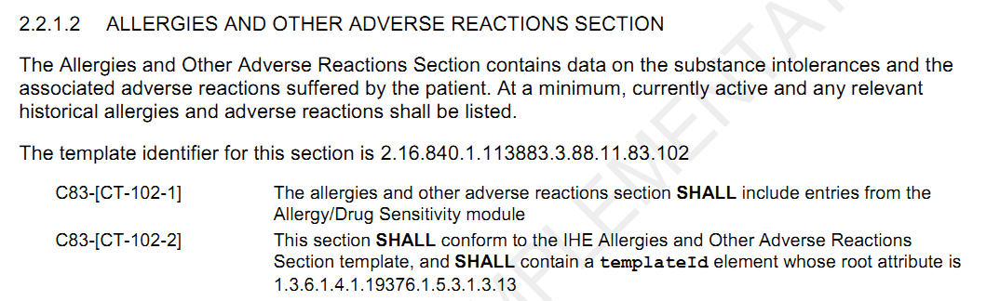 2.2.1.2 ALLERGIES AND OTHER ADVERSE REACTIONS SECTION
The Allergies and Other Adverse Reactions Section contains data on the substance intolerances and the
associated adverse reactions suffered by the patient. At a minimum, currently active and any relevant
historical allergies and adverse reactions shall be listed.
The template identifier for this section is 2.16.840.1.113883.3.88.11.83.102
C83-[CT-102-1] The allergies and other adverse reactions section SHALL include entries from the
Allergy/Drug Sensitivity module
C83-[CT-102-2] This section SHALL conform to the IHE Allergies and Other Adverse Reactions
Section template, and SHALL contain a templateId element whose root attribute is
1.3.6.1.4.1.19376.1.5.3.1.3.13